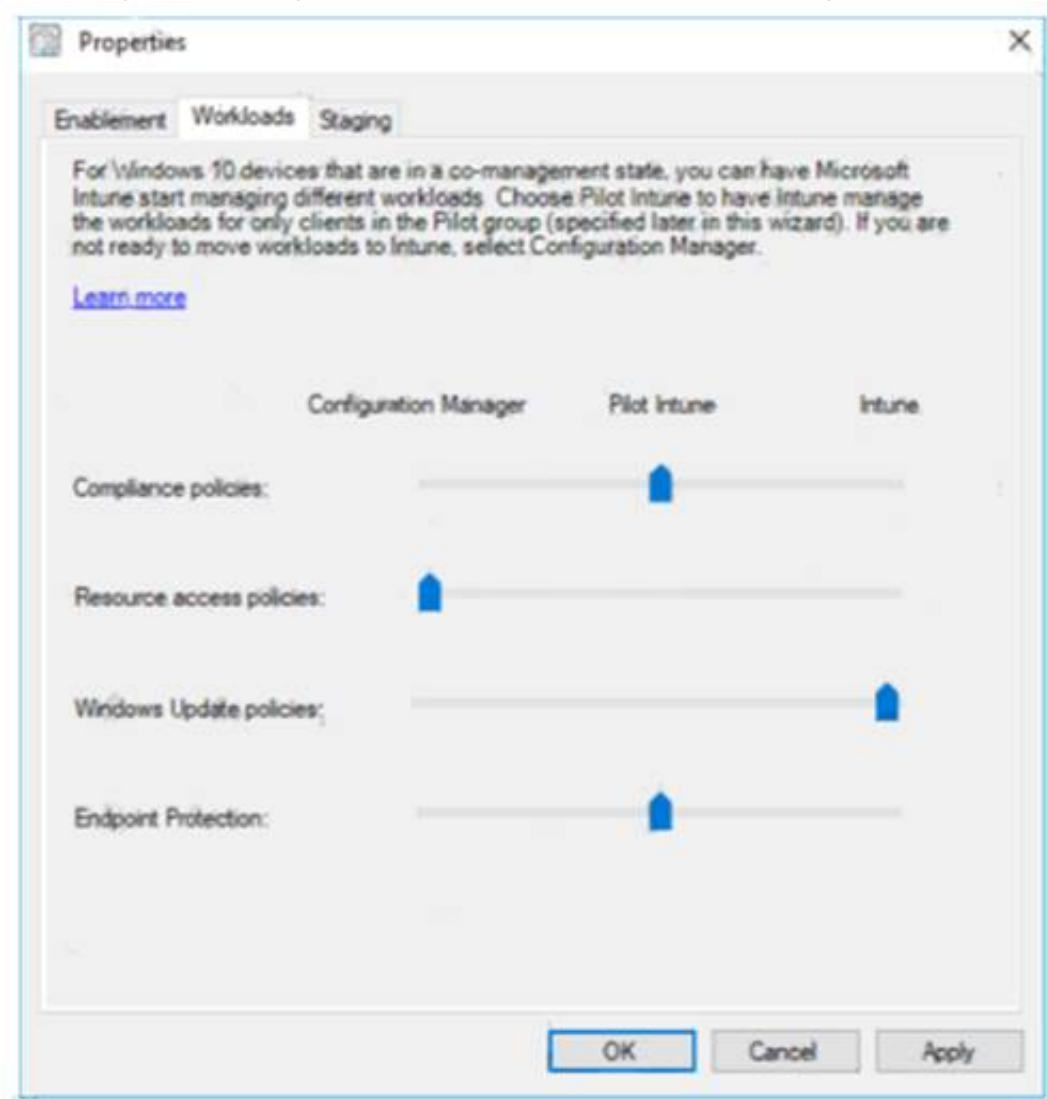 Properties
Enablement Workloads Staging
For Windows 10 devices that are in a co-management state, you can have Microsoft
Intune start managing different workloads. Choose Pilot Intune to have Intune manage
the workloads for only clients in the Pilot group (specified later in this wizard). If you are
not ready to move workloads to Intune, select Configuration Manager.
Learn more
Configuration Manager Pilot Intune Intune
Compliance policies:
Resource access policies:
Windows Update policies:
Endpoint Protection:
OK Cancel Apply